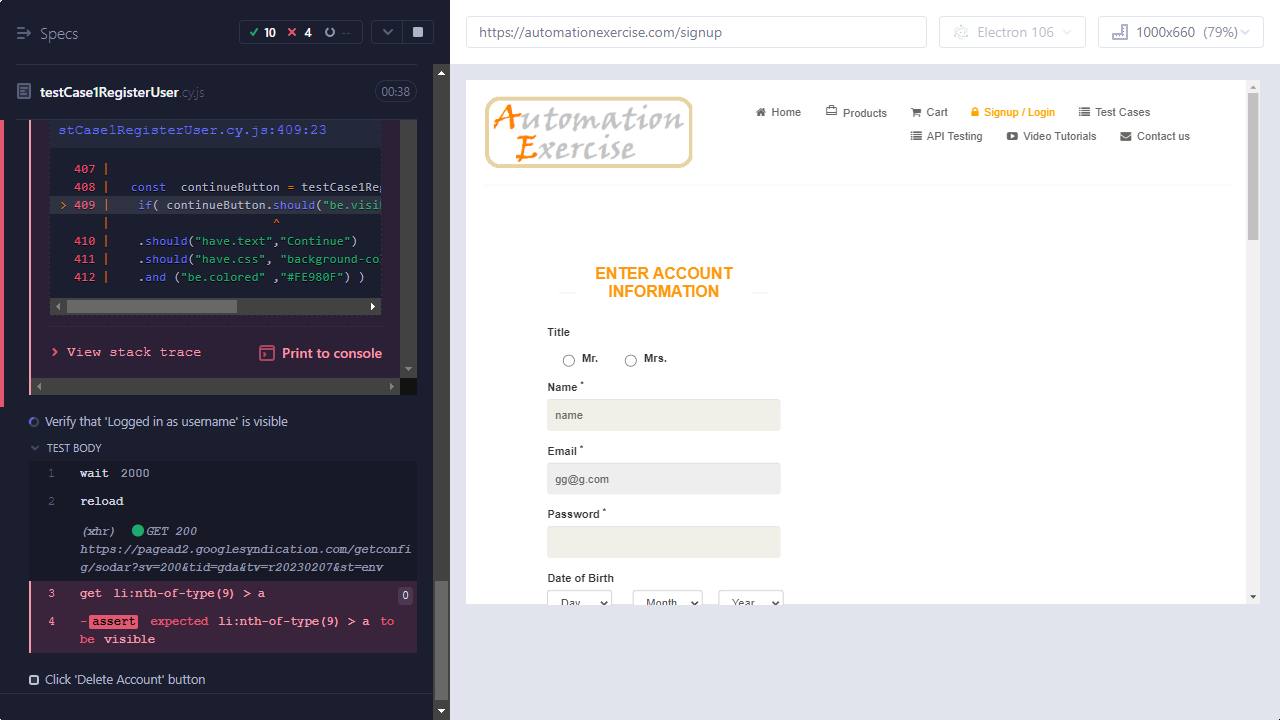 Specs
10
4
--
testCase1RegisterUser.cy.js
00:38
stCase1RegisterUser.cy.js:409:23
407 |
408 | const continueButton = testCase1Reg
> 409 | if( continueButton.should("be.visib
| ^
410 | .should("have.text","Continue")
411 | .should("have.css", "background-co
412 | .and ("be.colored" ,"#FE980F") )
View stack trace
Print to console
Verify that 'Logged in as username' is visible
TEST BODY
1 wait 2000
2 reload
(xhr) GET 200
https://pagead2.googlesyndication.com/getconfi
g/sodar?sv=200&tid=gda&tv=r20230207&st=env
3 get li:nth-of-type(9) > a 0
4 -assert expected li:nth-of-type(9) > a to
be visible
Click 'Delete Account' button
https://automationexercise.com/signup
Electron 106
1000x660 (79%)
Automation
Exercise
Home
Products
Cart
Signup / Login
Test Cases
API Testing
Video Tutorials
Contact us
ENTER ACCOUNT
INFORMATION
Title
Mr.
Mrs.
Name *
name
Email *
gg@g.com
Password *
Date of Birth
Day
Month
Year